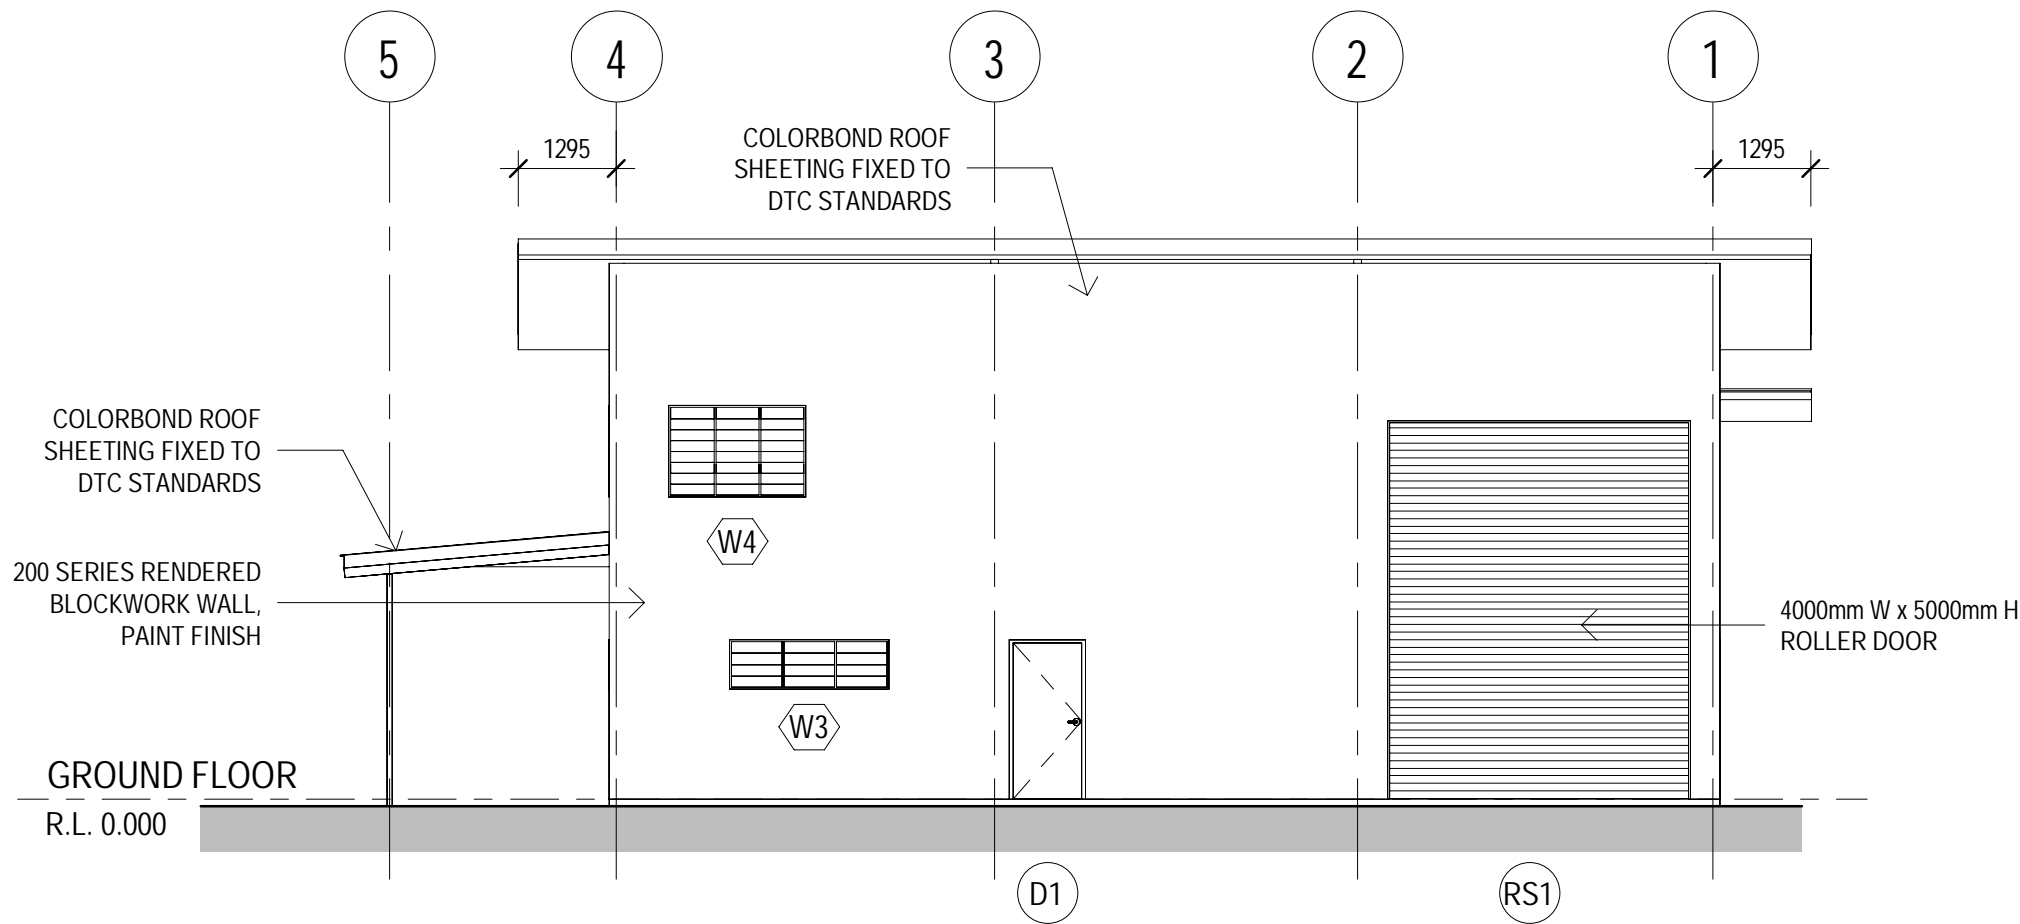 5
4
3
2
1
1295
COLORBOND ROOF
SHEETING FIXED TO
DTC STANDARDS
1295
COLORBOND ROOF
SHEETING FIXED TO
DTC STANDARDS
W4
200 SERIES RENDERED
BLOCKWORK WALL,
PAINT FINISH
4000mm W x 5000mm H
ROLLER DOOR
W3
GROUND FLOOR
R.L. 0.000
D1
RS1